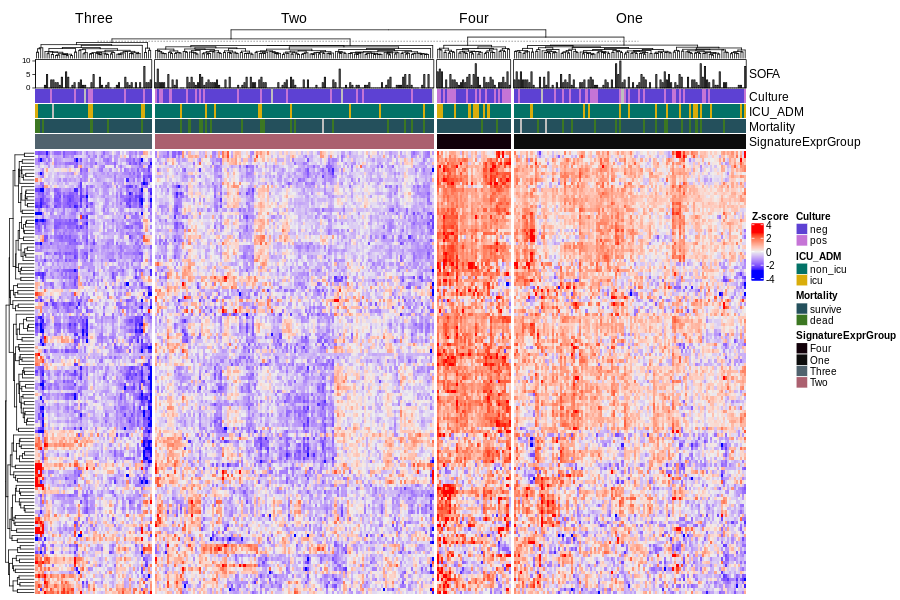 Three Two Four One
10
5
0
SOFA
Culture
ICU_ADM
Mortality
SignatureExprGroup
Z-score
4
2
0
-2
-4
Culture
neg
pos
ICU_ADM
non_icu
icu
Mortality
survive
dead
SignatureExprGroup
Four
One
Three
Two